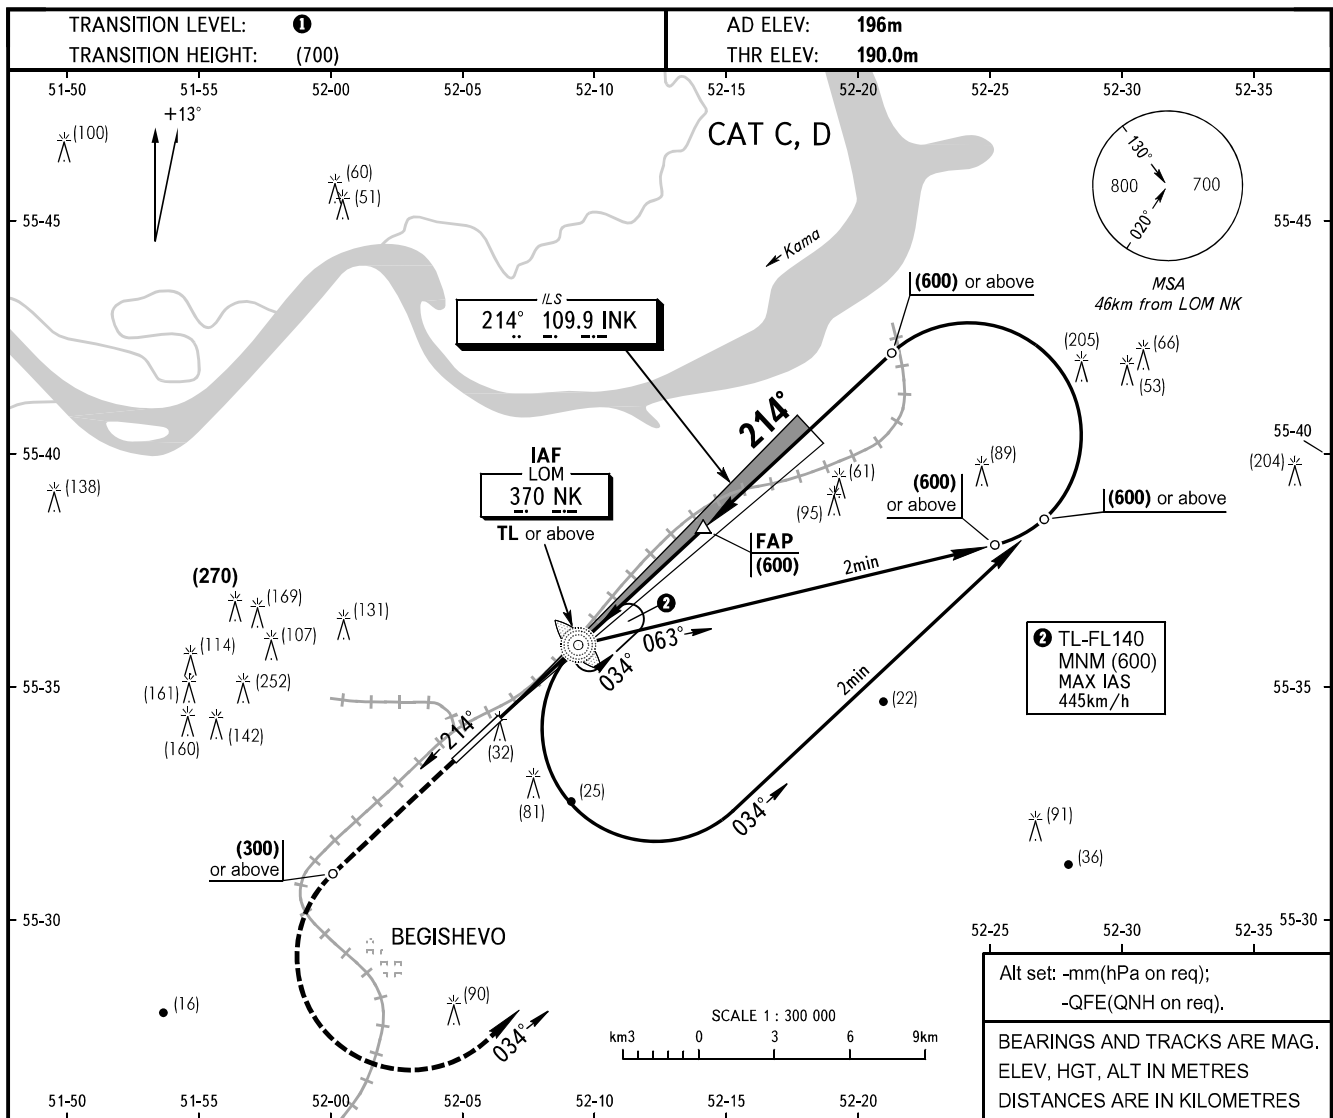 TRANSITION LEVEL: ❶
TRANSITION HEIGHT: (700)
AD ELEV: 196m
THR ELEV: 190.0m
51-50 51-55 52-00 52-05 52-10 52-15 52-20 52-25 52-30 52-35
+13°
(100)
CAT C, D
130°
800 700
020°
(60)
(51)
55-45 55-45
Kama
MSA
46km from LOM NK
(600) or above
ILS
214° 109.9 INK
(205)
(66)
(53)
214°
55-40 55-40
IAF
LOM
370 NK
TL or above
(138)
(61)
(95)
(89)
(204)
(600)
or above
(600) or above
FAP
(600)
2min
(270)
(169)
(131)
(107)
(114)
(161)
(252)
(160)
(142)
❷
063°
034°
❷ TL-FL140
MNM (600)
MAX IAS
445km/h
55-35 55-35
2min
(22)
214°
(32)
(81)
(25)
034°
(91)
(36)
(300)
or above
55-30 55-30
BEGISHEVO
52-25 52-30 52-35
(16)
(90)
034°
SCALE 1 : 300 000
km3 0 3 6 9km
Alt set: -mm(hPa on req);
-QFE(QNH on req).
BEARINGS AND TRACKS ARE MAG.
ELEV, HGT, ALT IN METRES
DISTANCES ARE IN KILOMETRES
51-50 51-55 52-00 52-05 52-10 52-15 52-20